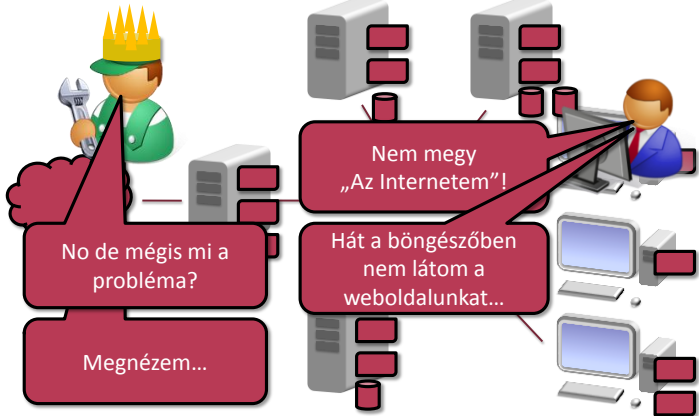 Nem megy
„Az Internetem”!
No de mégis mi a
probléma?
Hát a böngészőben
nem látom a
weboldalunkat…
Megnézem…